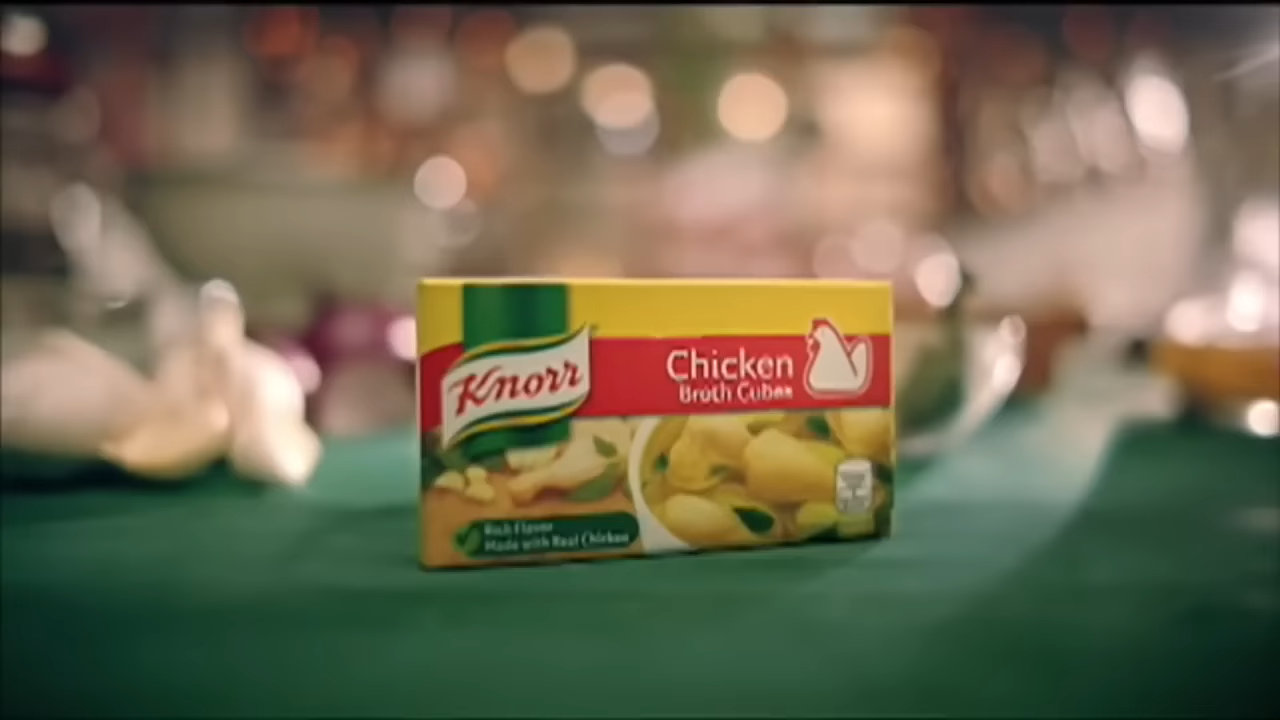 Knorr
Chicken
Broth Cubes
Rich Flavor
Made with Real Chicken